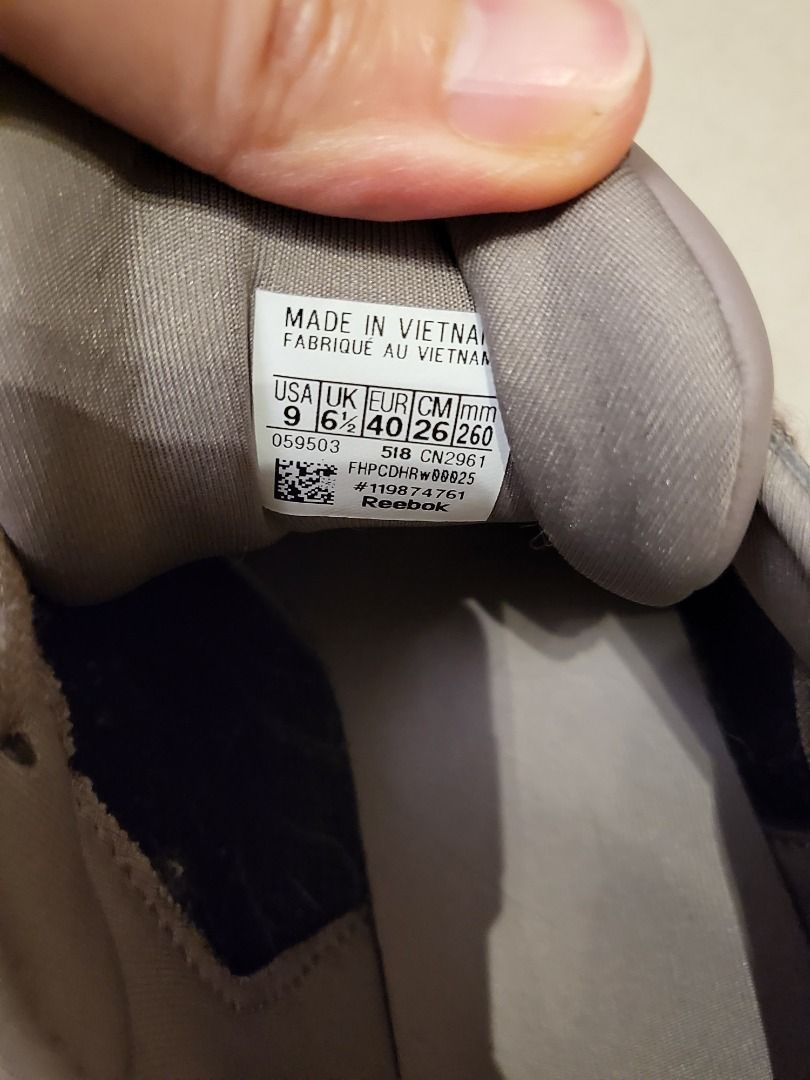 MADE IN VIETNA
FABRIQUÉ AU VIETNAM
USA UK EUR CM mm
9 6½ 40 26 260
059503 518 CN2961
FHPCDHRW00025
#119874761
Reebok